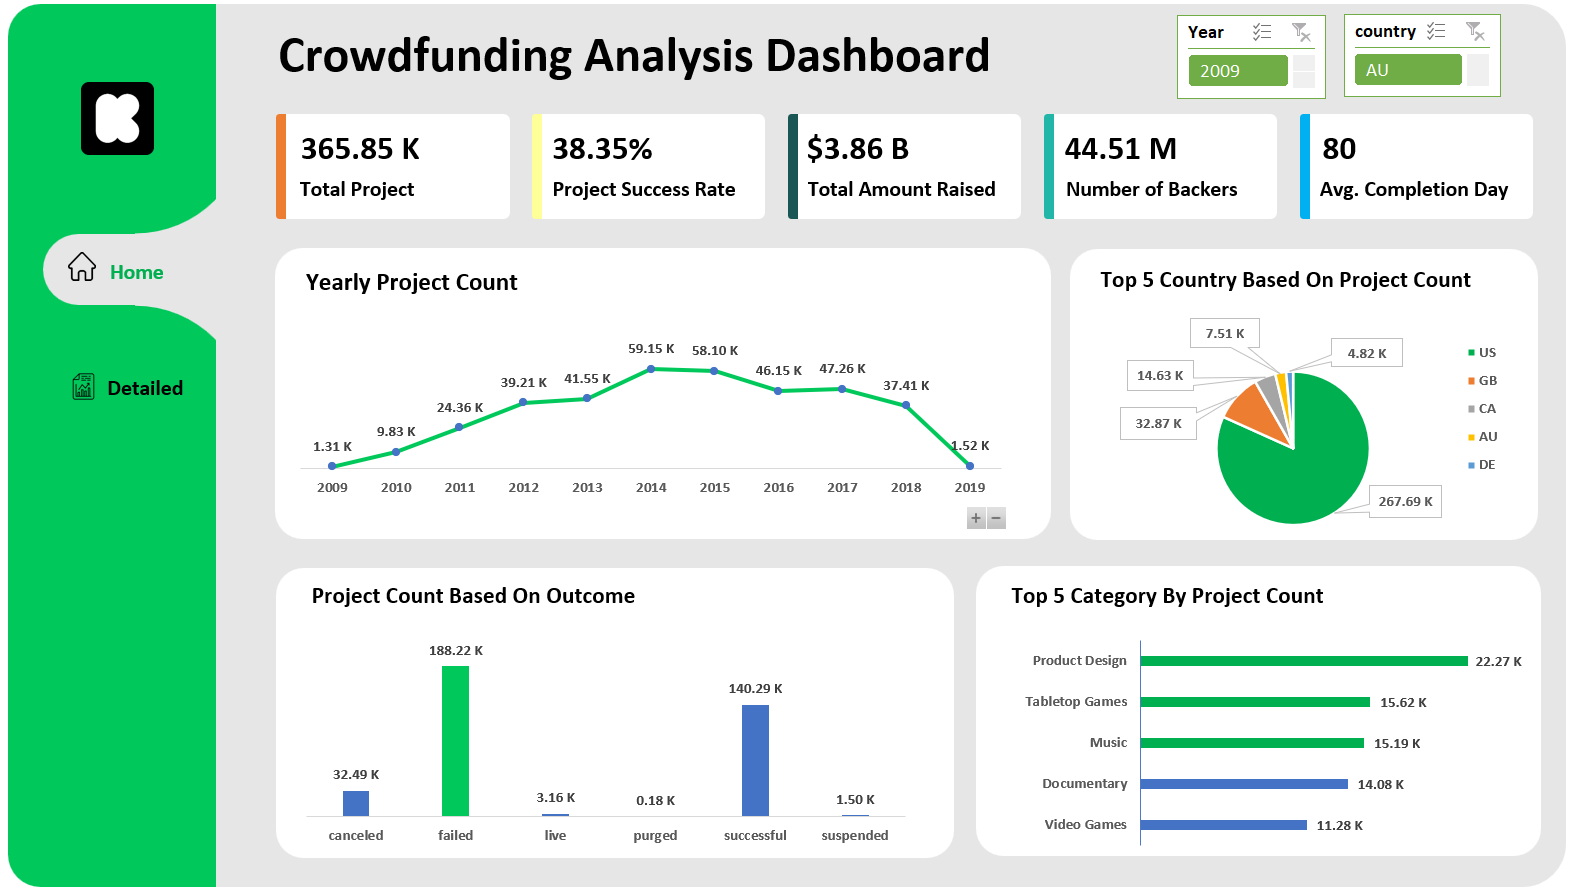 Crowdfunding Analysis Dashboard
Year
2009
country
AU
365.85 K
Total Project
38.35%
Project Success Rate
$3.86 B
Total Amount Raised
44.51 M
Number of Backers
80
Avg. Completion Day
Home
Detailed
Yearly Project Count
1.31 K
9.83 K
24.36 K
39.21 K
41.55 K
59.15 K
58.10 K
46.15 K
47.26 K
37.41 K
1.52 K
2009 2010 2011 2012 2013 2014 2015 2016 2017 2018 2019
+ −
Top 5 Country Based On Project Count
7.51 K
4.82 K
14.63 K
32.87 K
267.69 K
US
GB
CA
AU
DE
Project Count Based On Outcome
32.49 K
188.22 K
3.16 K
0.18 K
140.29 K
1.50 K
canceled failed live purged successful suspended
Top 5 Category By Project Count
Product Design 22.27 K
Tabletop Games 15.62 K
Music 15.19 K
Documentary 14.08 K
Video Games 11.28 K